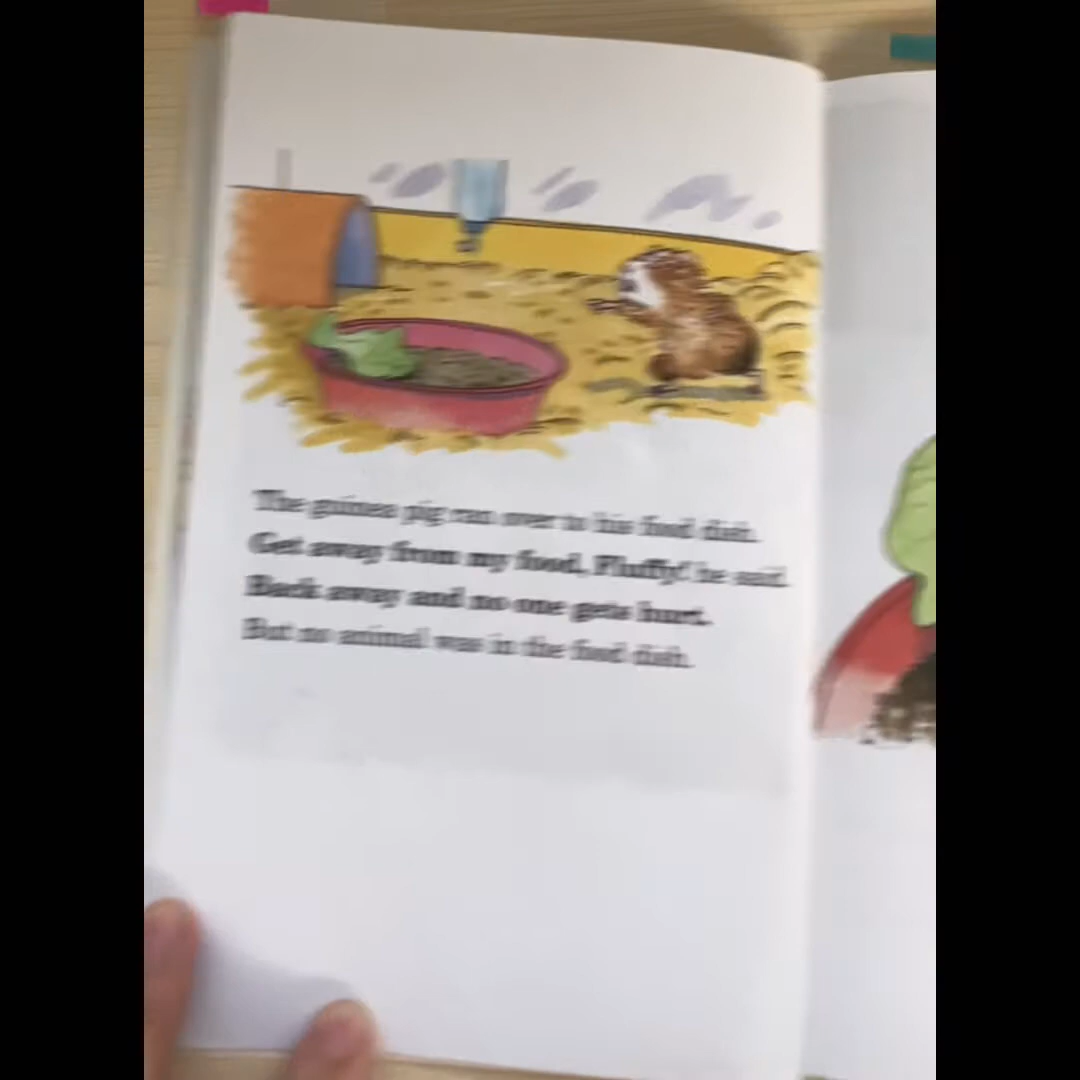 The guinea pig ran over to his food dish.
Get away from my food, Fluffy! he said.
Back away and no one gets hurt.
But no animal was in the food dish.